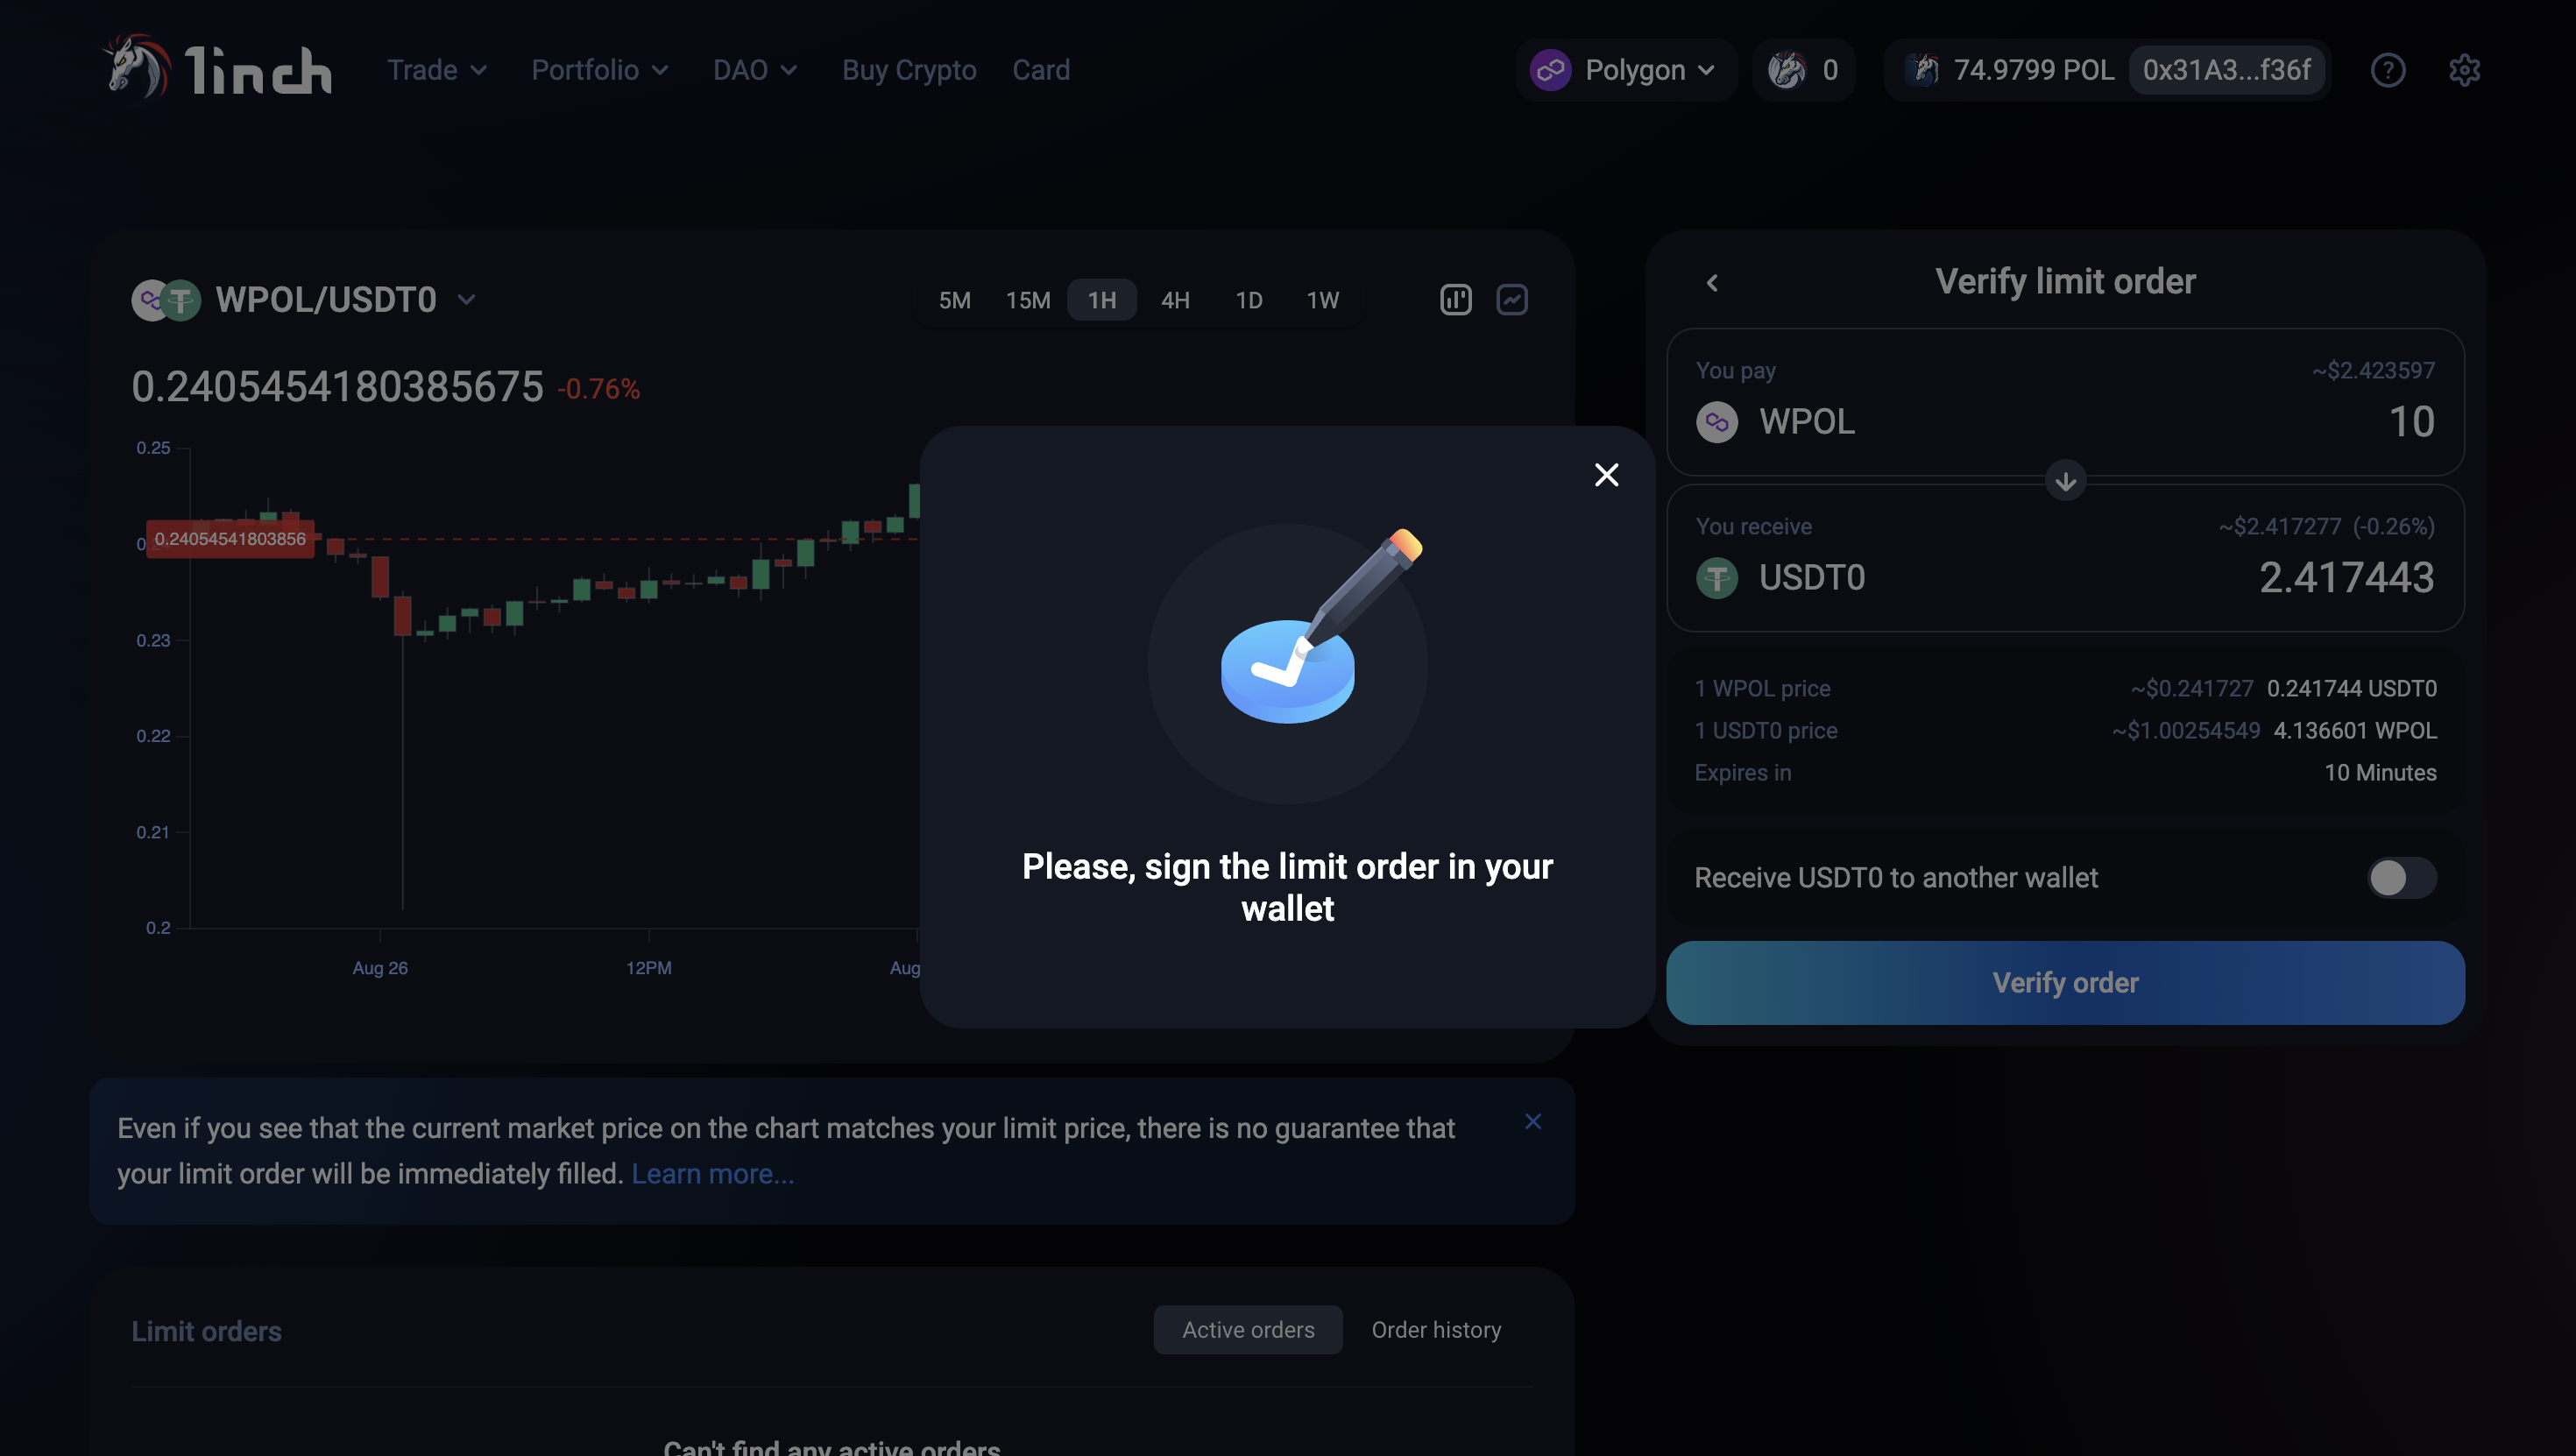 1inch
Trade
Portfolio
DAO
Buy Crypto
Card
Polygon
0
74.9799 POL
0x31A3...f36f
WPOL/USDT0
5M
15M
1H
4H
1D
1W
0.2405454180385675 -0.76%
0.25
0.24054541803856
0.23
0.22
0.21
0.2
Aug 26
12PM
Aug
Please, sign the limit order in your
wallet
Verify limit order
You pay
~$2.423597
WPOL
10
You receive
~$2.417277 (-0.26%)
USDT0
2.417443
1 WPOL price
~$0.241727 0.241744 USDT0
1 USDT0 price
~$1.00254549 4.136601 WPOL
Expires in
10 Minutes
Receive USDT0 to another wallet
Verify order
Even if you see that the current market price on the chart matches your limit price, there is no guarantee that
your limit order will be immediately filled. Learn more...
Limit orders
Active orders
Order history
Can't find any active orders